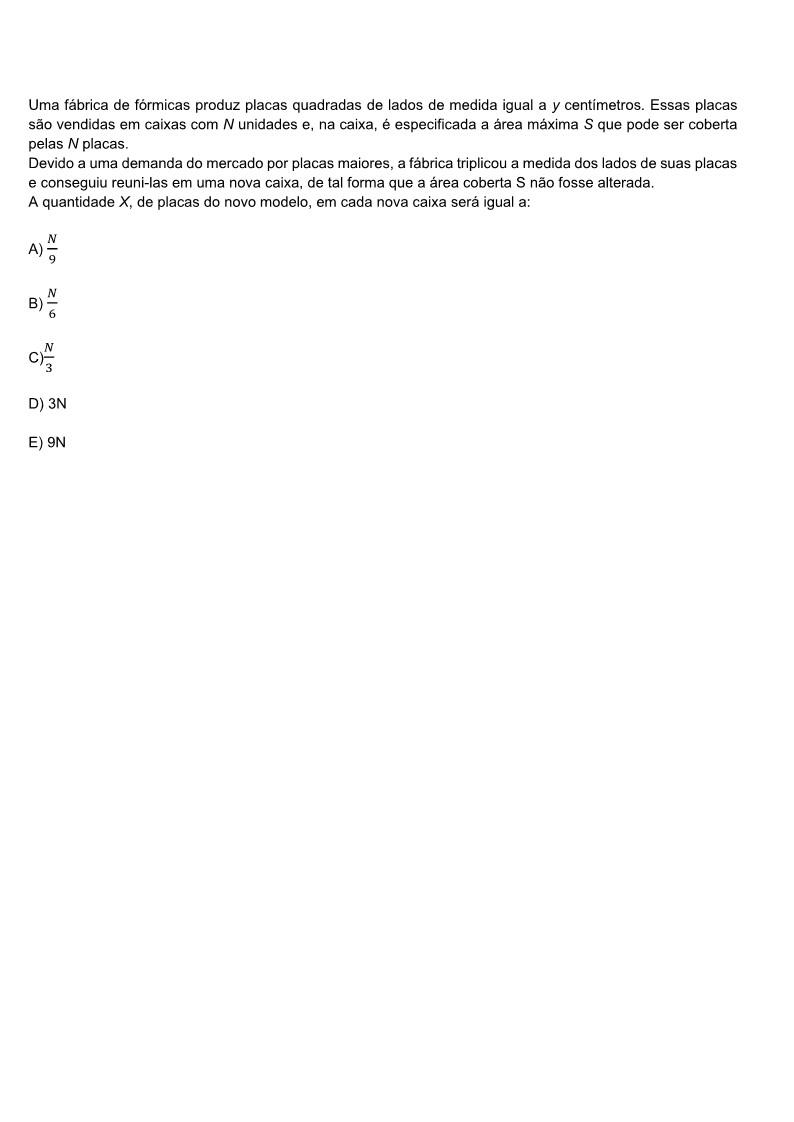 Uma fábrica de fórmicas produz placas quadradas de lados de medida igual a y centímetros. Essas placas
são vendidas em caixas com N unidades e, na caixa, é especificada a área máxima S que pode ser coberta
pelas N placas.
Devido a uma demanda do mercado por placas maiores, a fábrica triplicou a medida dos lados de suas placas
e conseguiu reuni-las em uma nova caixa, de tal forma que a área coberta S não fosse alterada.
A quantidade X, de placas do novo modelo, em cada nova caixa será igual a:
A) N/9
B) N/6
C) N/3
D) 3N
E) 9N